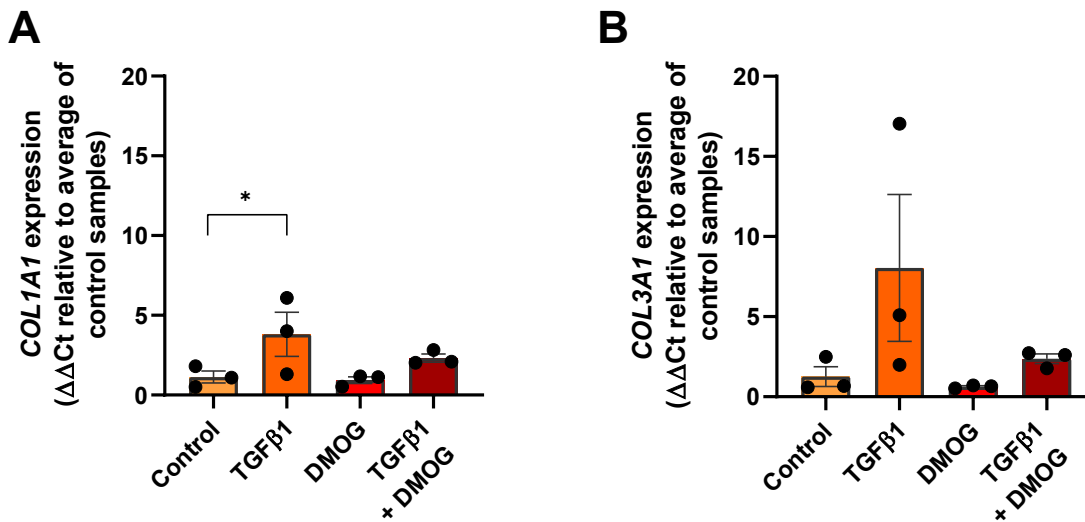 A
COL1A1 expression
(ΔΔCt relative to average of
control samples)
20
15
10
5
0
*
Control
TGFβ1
DMOG
TGFβ1
+ DMOG
B
COL3A1 expression
(ΔΔCt relative to average of
control samples)
20
15
10
5
0
Control
TGFβ1
DMOG
TGFβ1
+ DMOG